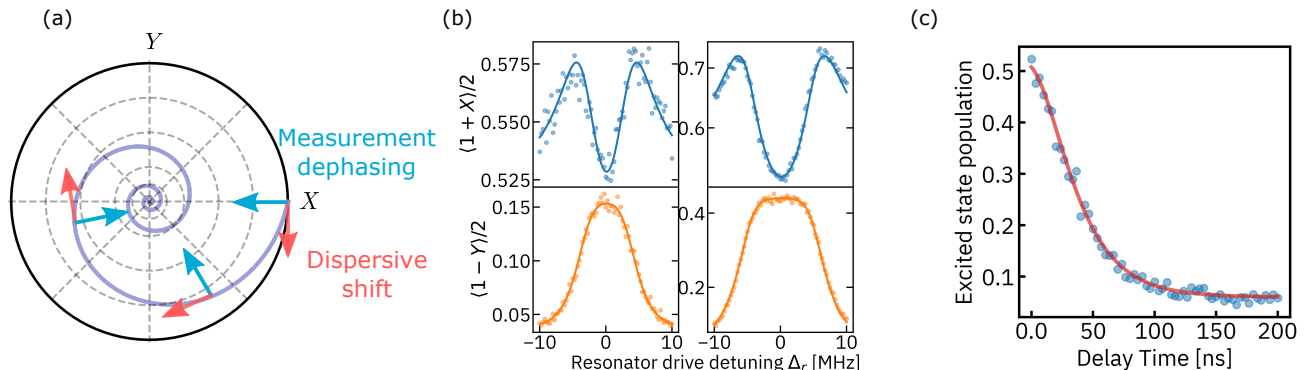 (a)
Y
Measurement
dephasing
X
Dispersive
shift
(b)
⟨1 + X⟩/2
0.575
0.550
0.525
0.7
0.6
⟨1 − Y⟩/2
0.15
0.10
0.05
0.4
0.2
−10 0 10
−10 0 10
Resonator drive detuning Δr [MHz]
(c)
Excited state population
0.5
0.4
0.3
0.2
0.1
0.0 50 100 150 200
Delay Time [ns]